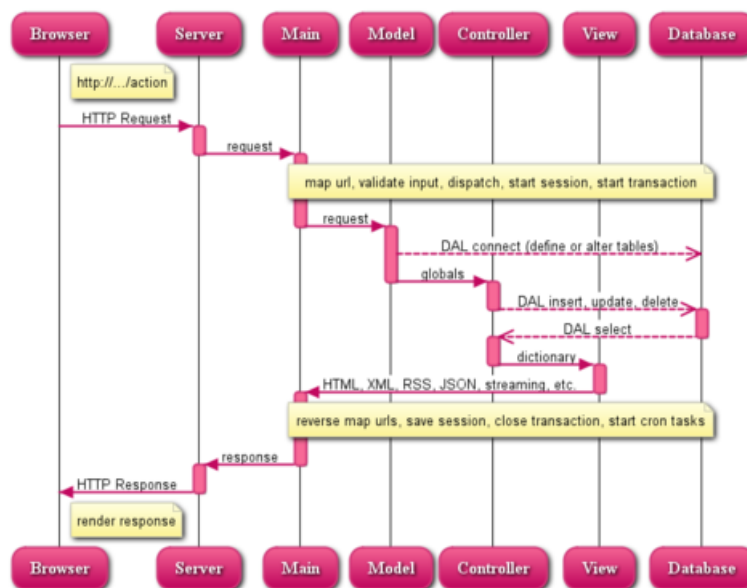 Browser Server Main Model Controller View Database
http://.../action
HTTP Request
request
map url, validate input, dispatch, start session, start transaction
request
DAL connect (define or alter tables)
globals
DAL insert, update, delete
DAL select
dictionary
HTML, XML, RSS, JSON, streaming, etc.
reverse map urls, save session, close transaction, start cron tasks
response
HTTP Response
render response
Browser Server Main Model Controller View Database